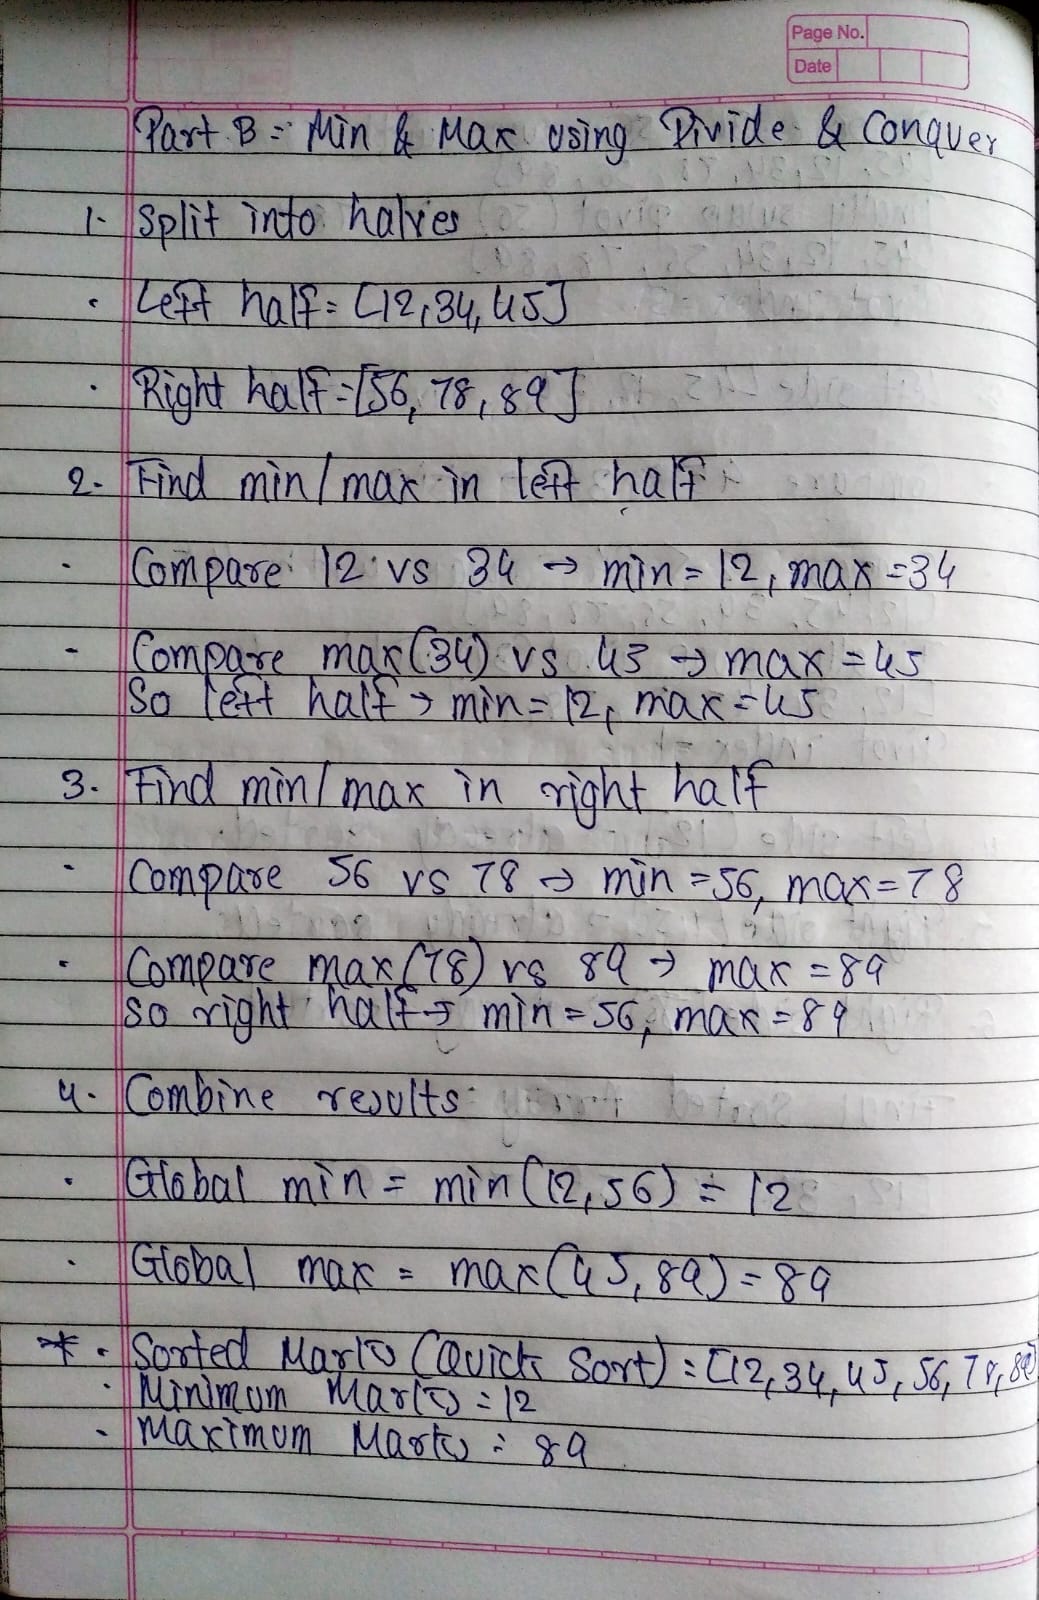 Page No.
Date
Part B = Min & Max using Divide & Conquer
1. Split into halves
• Left half = [12,34,45]
• Right half = [56,78,89]
2. Find min/max in left half
• Compare 12 vs 34 → min = 12, max = 34
- Compare max(34) vs 45 → max = 45
So left half → min = 12, max = 45
3. Find min/max in right half
• Compare 56 vs 78 → min = 56, max = 78
• Compare max(78) vs 89 → max = 89
so right half → min = 56, max = 89
4. Combine results
• Global min = min(12,56) = 12
• Global max = max(45,89) = 89
* • Sorted Marks (Quick Sort) = [12,34,45,56,78,89]
• Minimum Marks = 12
• Maximum Marks = 89